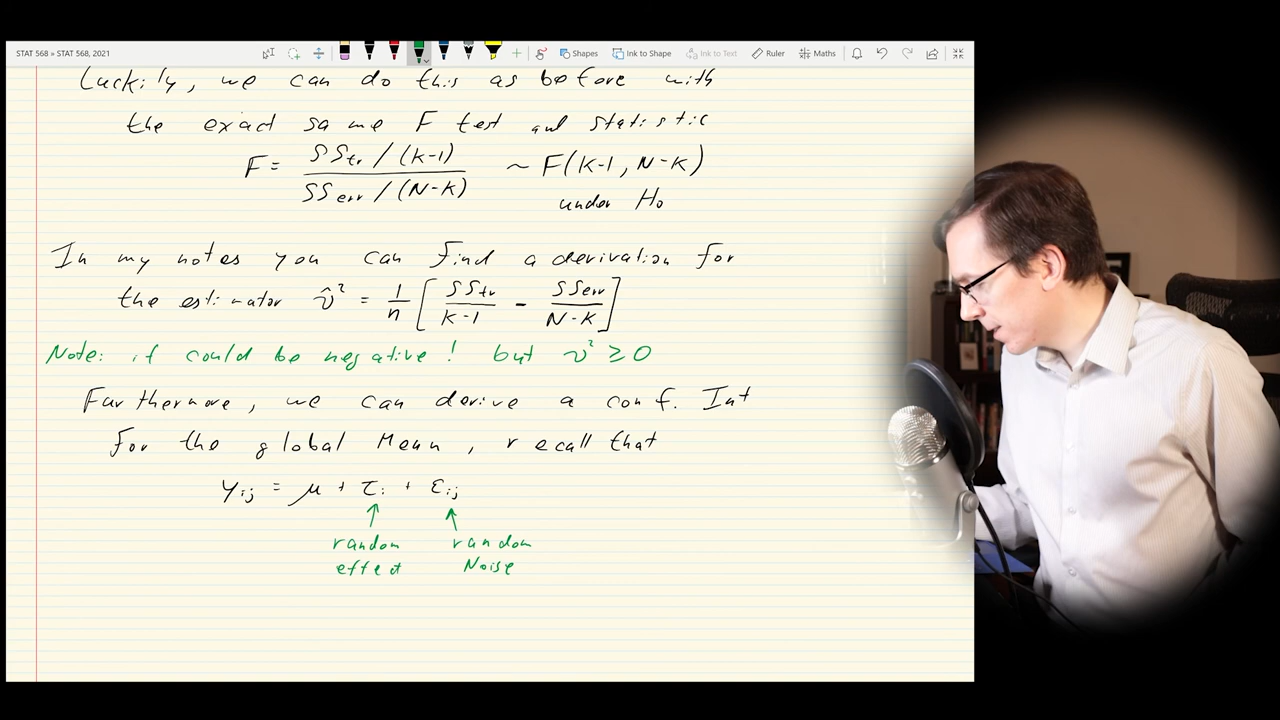 STAT 568 » STAT 568, 2021
Shapes
Ink to Shape
Ink to Text
Ruler
Maths
Luckily, we can do this as before with
the exact same F test and statistic
F = SStr / (k-1) / SSerr / (N-K) ~ F(K-1, N-K)
under H0
In my notes you can find a derivation for
the estimator ν̂² = 1/n [ SStr / K-1 - SSerr / N-K ]
Note: it could be negative! but ν² ≥ 0
Furthermore, we can derive a conf. Int
for the global Mean, recall that
yij = μ + τi + εij
random effect
random Noise